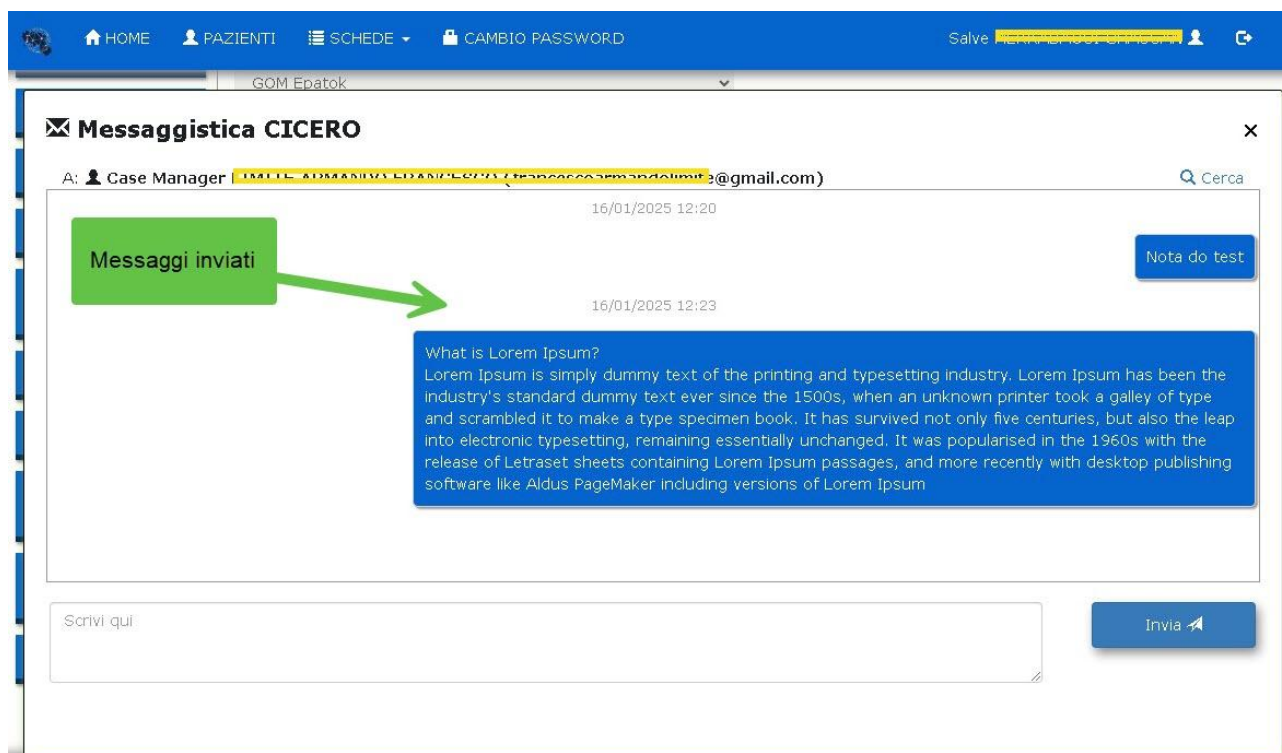 HOME PAZIENTI SCHEDE CAMBIO PASSWORD Salve
GOM Epatok
Messaggistica CICERO
A: Case Manager @gmail.com) Cerca
16/01/2025 12:20
Messaggi inviati
Nota do test
16/01/2025 12:23
What is Lorem Ipsum?
Lorem Ipsum is simply dummy text of the printing and typesetting industry. Lorem Ipsum has been the
industry's standard dummy text ever since the 1500s, when an unknown printer took a galley of type
and scrambled it to make a type specimen book. It has survived not only five centuries, but also the leap
into electronic typesetting, remaining essentially unchanged. It was popularised in the 1960s with the
release of Letraset sheets containing Lorem Ipsum passages, and more recently with desktop publishing
software like Aldus PageMaker including versions of Lorem Ipsum
Scrivi qui
Invia